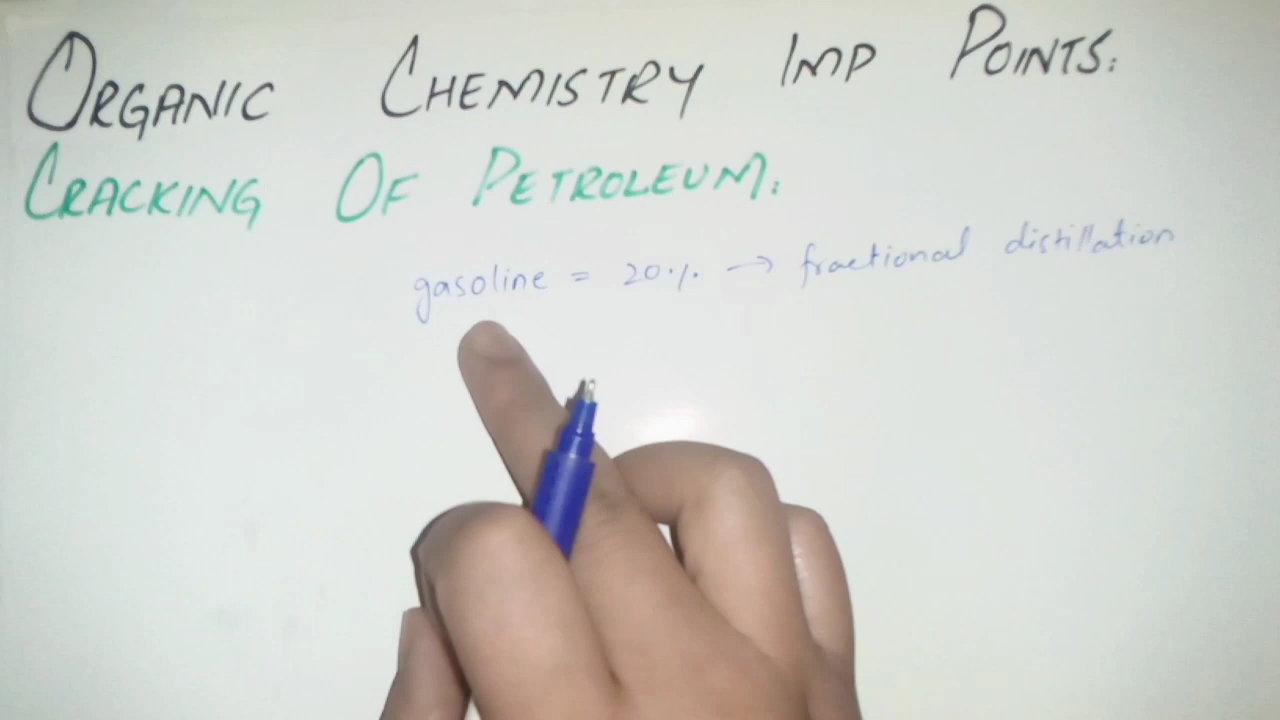 ORGANIC CHEMISTRY IMP POINTS:
CRACKING OF PETROLEUM:
gasoline = 20% → fractional distillation